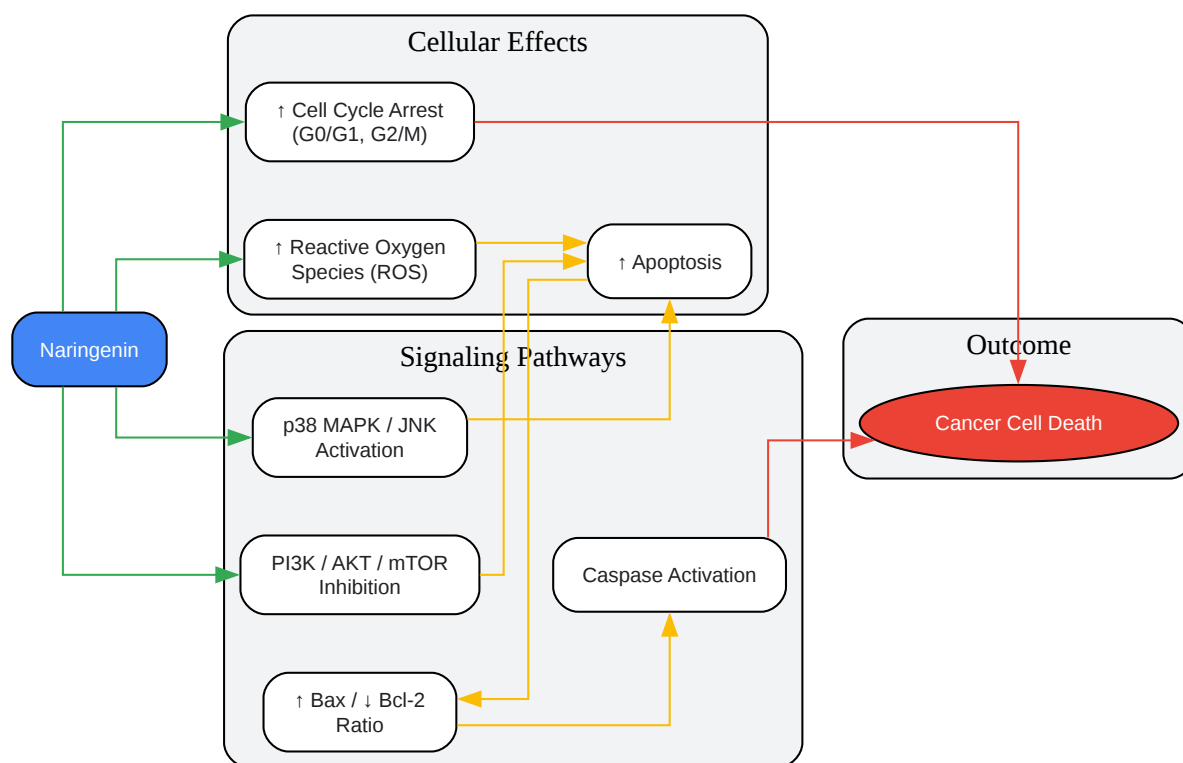 Cellular Effects
↑ Cell Cycle Arrest
(G0/G1, G2/M)
↑ Reactive Oxygen
Species (ROS)
↑ Apoptosis
Naringenin
Signaling Pathways
p38 MAPK / JNK
Activation
PI3K / AKT / mTOR
Inhibition
Caspase Activation
↑ Bax / ↓ Bcl-2
Ratio
Outcome
Cancer Cell Death